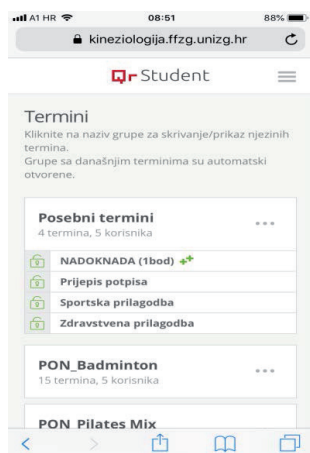 A1 HR
08:51
88%
kineziologija.ffzg.unizg.hr
Qr Student
Termini
Kliknite na naziv grupe za skrivanje/prikaz njezinih
termina.
Grupe sa današnjim terminima su automatski
otvorene.
Posebni termini
4 termina, 5 korisnika
NADOKNADA (1bod)
Prijepis potpisa
Sportska prilagodba
Zdravstvena prilagodba
PON_Badminton
15 termina, 5 korisnika
PON_Pilates Mix